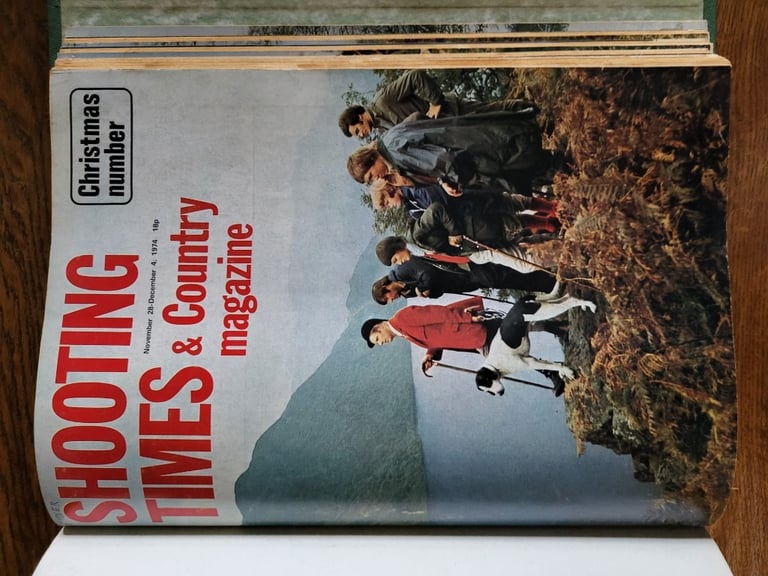 SHOOTING
TIMES & Country
magazine
November 28-December 4, 1974 18p
Christmas
number